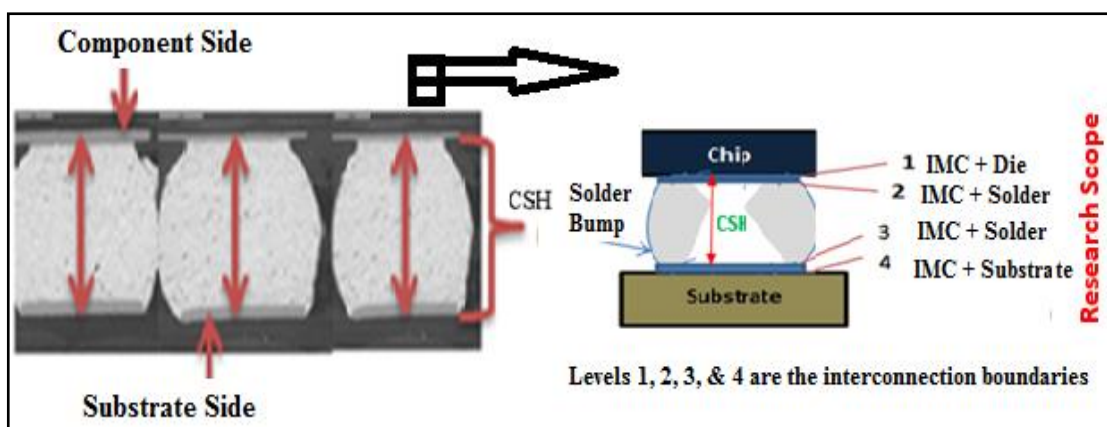 Component Side
CSH
Substrate Side
Chip
Solder
Bump
CSH
Substrate
1 IMC + Die
2 IMC + Solder
3 IMC + Solder
4 IMC + Substrate
Research Scope
Levels 1, 2, 3, & 4 are the interconnection boundaries